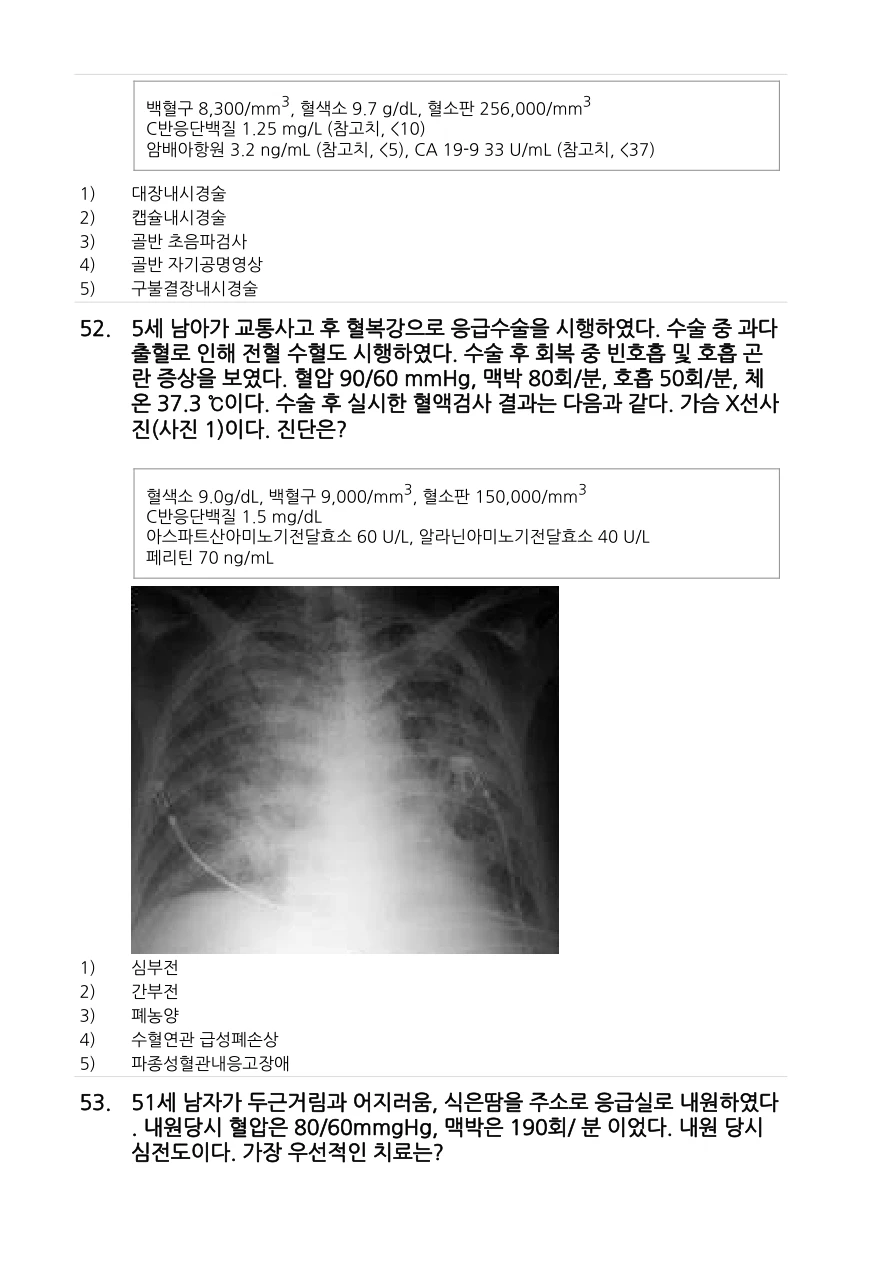 백혈구 8,300/mm³, 혈색소 9.7 g/dL, 혈소판 256,000/mm³
C반응단백질 1.25 mg/L (참고치, <10)
암배아항원 3.2 ng/mL (참고치, <5), CA 19-9 33 U/mL (참고치, <37)
1) 대장내시경술
2) 캡슐내시경술
3) 골반 초음파검사
4) 골반 자기공명영상
5) 구불결장내시경술
52. 5세 남아가 교통사고 후 혈복강으로 응급수술을 시행하였다. 수술 중 과다
출혈로 인해 전혈 수혈도 시행하였다. 수술 후 회복 중 빈호흡 및 호흡 곤
란 증상을 보였다. 혈압 90/60 mmHg, 맥박 80회/분, 호흡 50회/분, 체
온 37.3 ℃이다. 수술 후 실시한 혈액검사 결과는 다음과 같다. 가슴 X선사
진(사진 1)이다. 진단은?
혈색소 9.0g/dL, 백혈구 9,000/mm³, 혈소판 150,000/mm³
C반응단백질 1.5 mg/dL
아스파트산아미노기전달효소 60 U/L, 알라닌아미노기전달효소 40 U/L
페리틴 70 ng/mL
1) 심부전
2) 간부전
3) 폐농양
4) 수혈연관 급성폐손상
5) 파종성혈관내응고장애
53. 51세 남자가 두근거림과 어지러움, 식은땀을 주소로 응급실로 내원하였다
. 내원당시 혈압은 80/60mmgHg, 맥박은 190회/ 분 이었다. 내원 당시
심전도이다. 가장 우선적인 치료는?